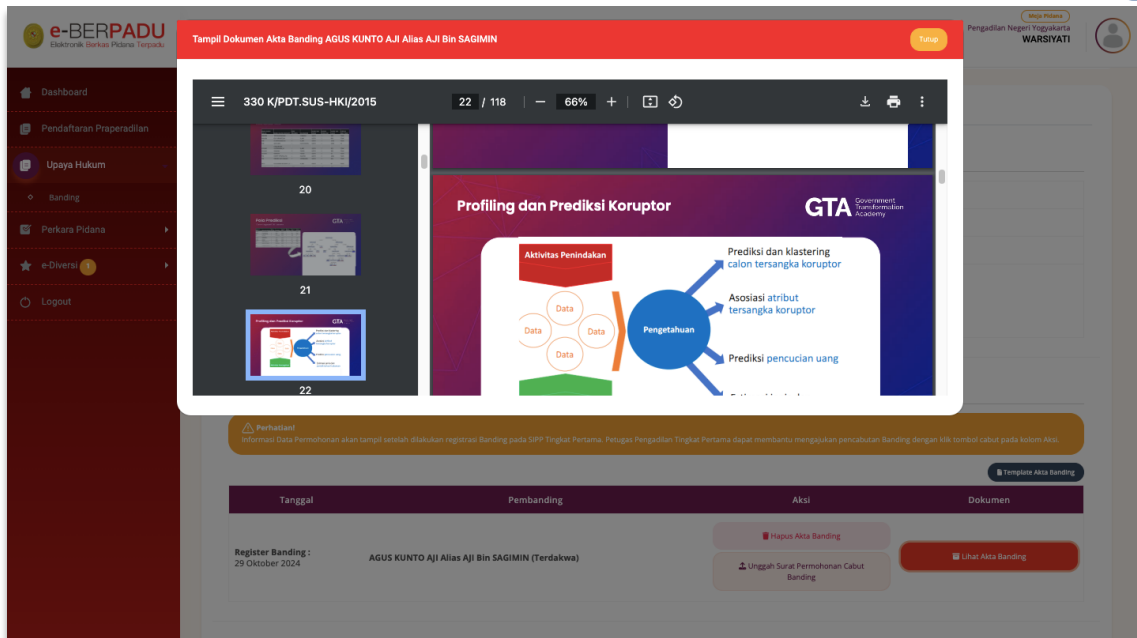 e-BERPADU
Elektronik Berkas Pidana Terpadu
Tampil Dokumen Akta Banding AGUS KUNTO AJI Alias AJI Bin SAGIMIN
Tutup
Meja Pidana
Pengadilan Negeri Yogyakarta
WARSIYATI
Dashboard
Pendaftaran Praperadilan
Upaya Hukum
Banding
Perkara Pidana
e-Diversi 1
Logout
330 K/PDT.SUS-HKI/2015
22 / 118
66%
20
21
22
Profiling dan Prediksi Koruptor
GTA Government
Transformation
Academy
Aktivitas Penindakan
Data
Data
Data
Data
Pengetahuan
Prediksi dan klastering
calon tersangka koruptor
Asosiasi atribut
tersangka koruptor
Prediksi pencucian uang
Perhatian!
Informasi Data Permohonan akan tampil setelah dilakukan registrasi Banding pada SIPP Tingkat Pertama. Petugas Pengadilan Tingkat Pertama dapat membantu mengajukan pencabutan Banding dengan klik tombol cabut pada kolom Aksi.
Template Akta Banding
Tanggal
Pembanding
Aksi
Dokumen
Register Banding :
29 Oktober 2024
AGUS KUNTO AJI Alias AJI Bin SAGIMIN (Terdakwa)
Hapus Akta Banding
Unggah Surat Permohonan Cabut
Banding
Lihat Akta Banding